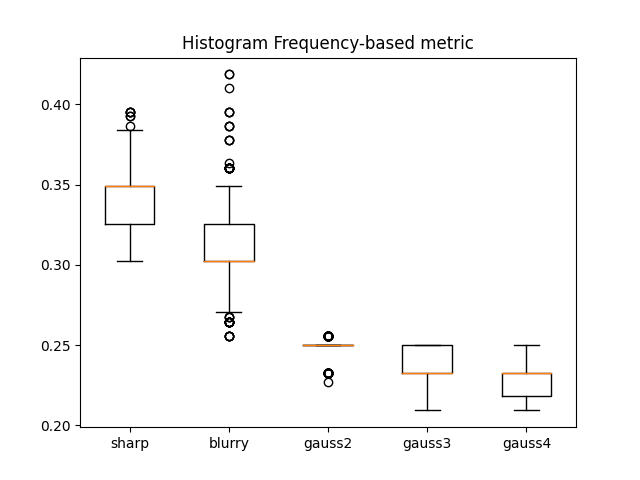 Histogram Frequency-based metric
0.40
0.35
0.30
0.25
0.20
sharp
blurry
gauss2
gauss3
gauss4